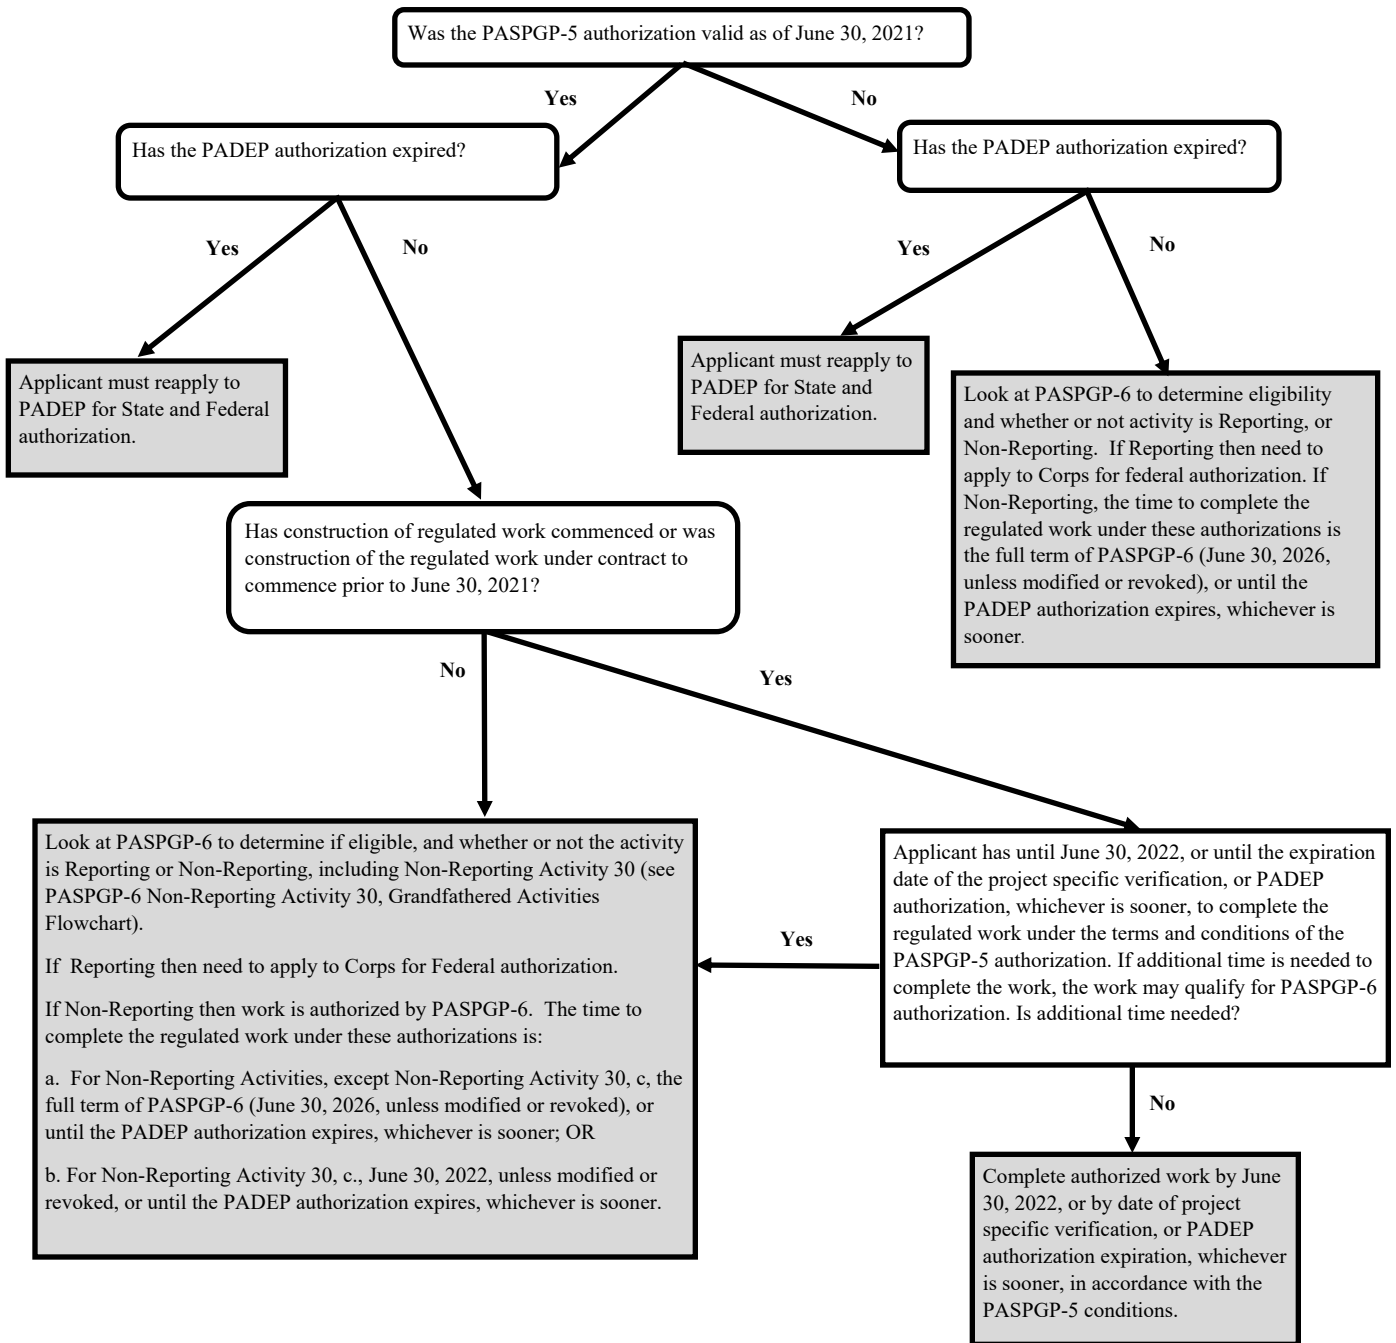 Was the PASPGP-5 authorization valid as of June 30, 2021?
Yes
No
Has the PADEP authorization expired?
Has the PADEP authorization expired?
Yes
No
Yes
No
Applicant must reapply to
PADEP for State and Federal
authorization.
Applicant must reapply to
PADEP for State and
Federal authorization.
Look at PASPGP-6 to determine eligibility
and whether or not activity is Reporting, or
Non-Reporting.  If Reporting then need to
apply to Corps for federal authorization. If
Non-Reporting, the time to complete the
regulated work under these authorizations is
the full term of PASPGP-6 (June 30, 2026,
unless modified or revoked), or until the
PADEP authorization expires, whichever is
sooner.
Has construction of regulated work commenced or was
construction of the regulated work under contract to
commence prior to June 30, 2021?
No
Yes
Look at PASPGP-6 to determine if eligible, and whether or not the activity
is Reporting or Non-Reporting, including Non-Reporting Activity 30 (see
PASPGP-6 Non-Reporting Activity 30, Grandfathered Activities
Flowchart).
If  Reporting then need to apply to Corps for Federal authorization.
If Non-Reporting then work is authorized by PASPGP-6.  The time to
complete the regulated work under these authorizations is:
a.  For Non-Reporting Activities, except Non-Reporting Activity 30, c, the
full term of PASPGP-6 (June 30, 2026, unless modified or revoked), or
until the PADEP authorization expires, whichever is sooner; OR
b. For Non-Reporting Activity 30, c., June 30, 2022, unless modified or
revoked, or until the PADEP authorization expires, whichever is sooner.
Yes
Applicant has until June 30, 2022, or until the expiration
date of the project specific verification, or PADEP
authorization, whichever is sooner, to complete the
regulated work under the terms and conditions of the
PASPGP-5 authorization. If additional time is needed to
complete the work, the work may qualify for PASPGP-6
authorization. Is additional time needed?
No
Complete authorized work by June
30, 2022, or by date of project
specific verification, or PADEP
authorization expiration, whichever
is sooner, in accordance with the
PASPGP-5 conditions.